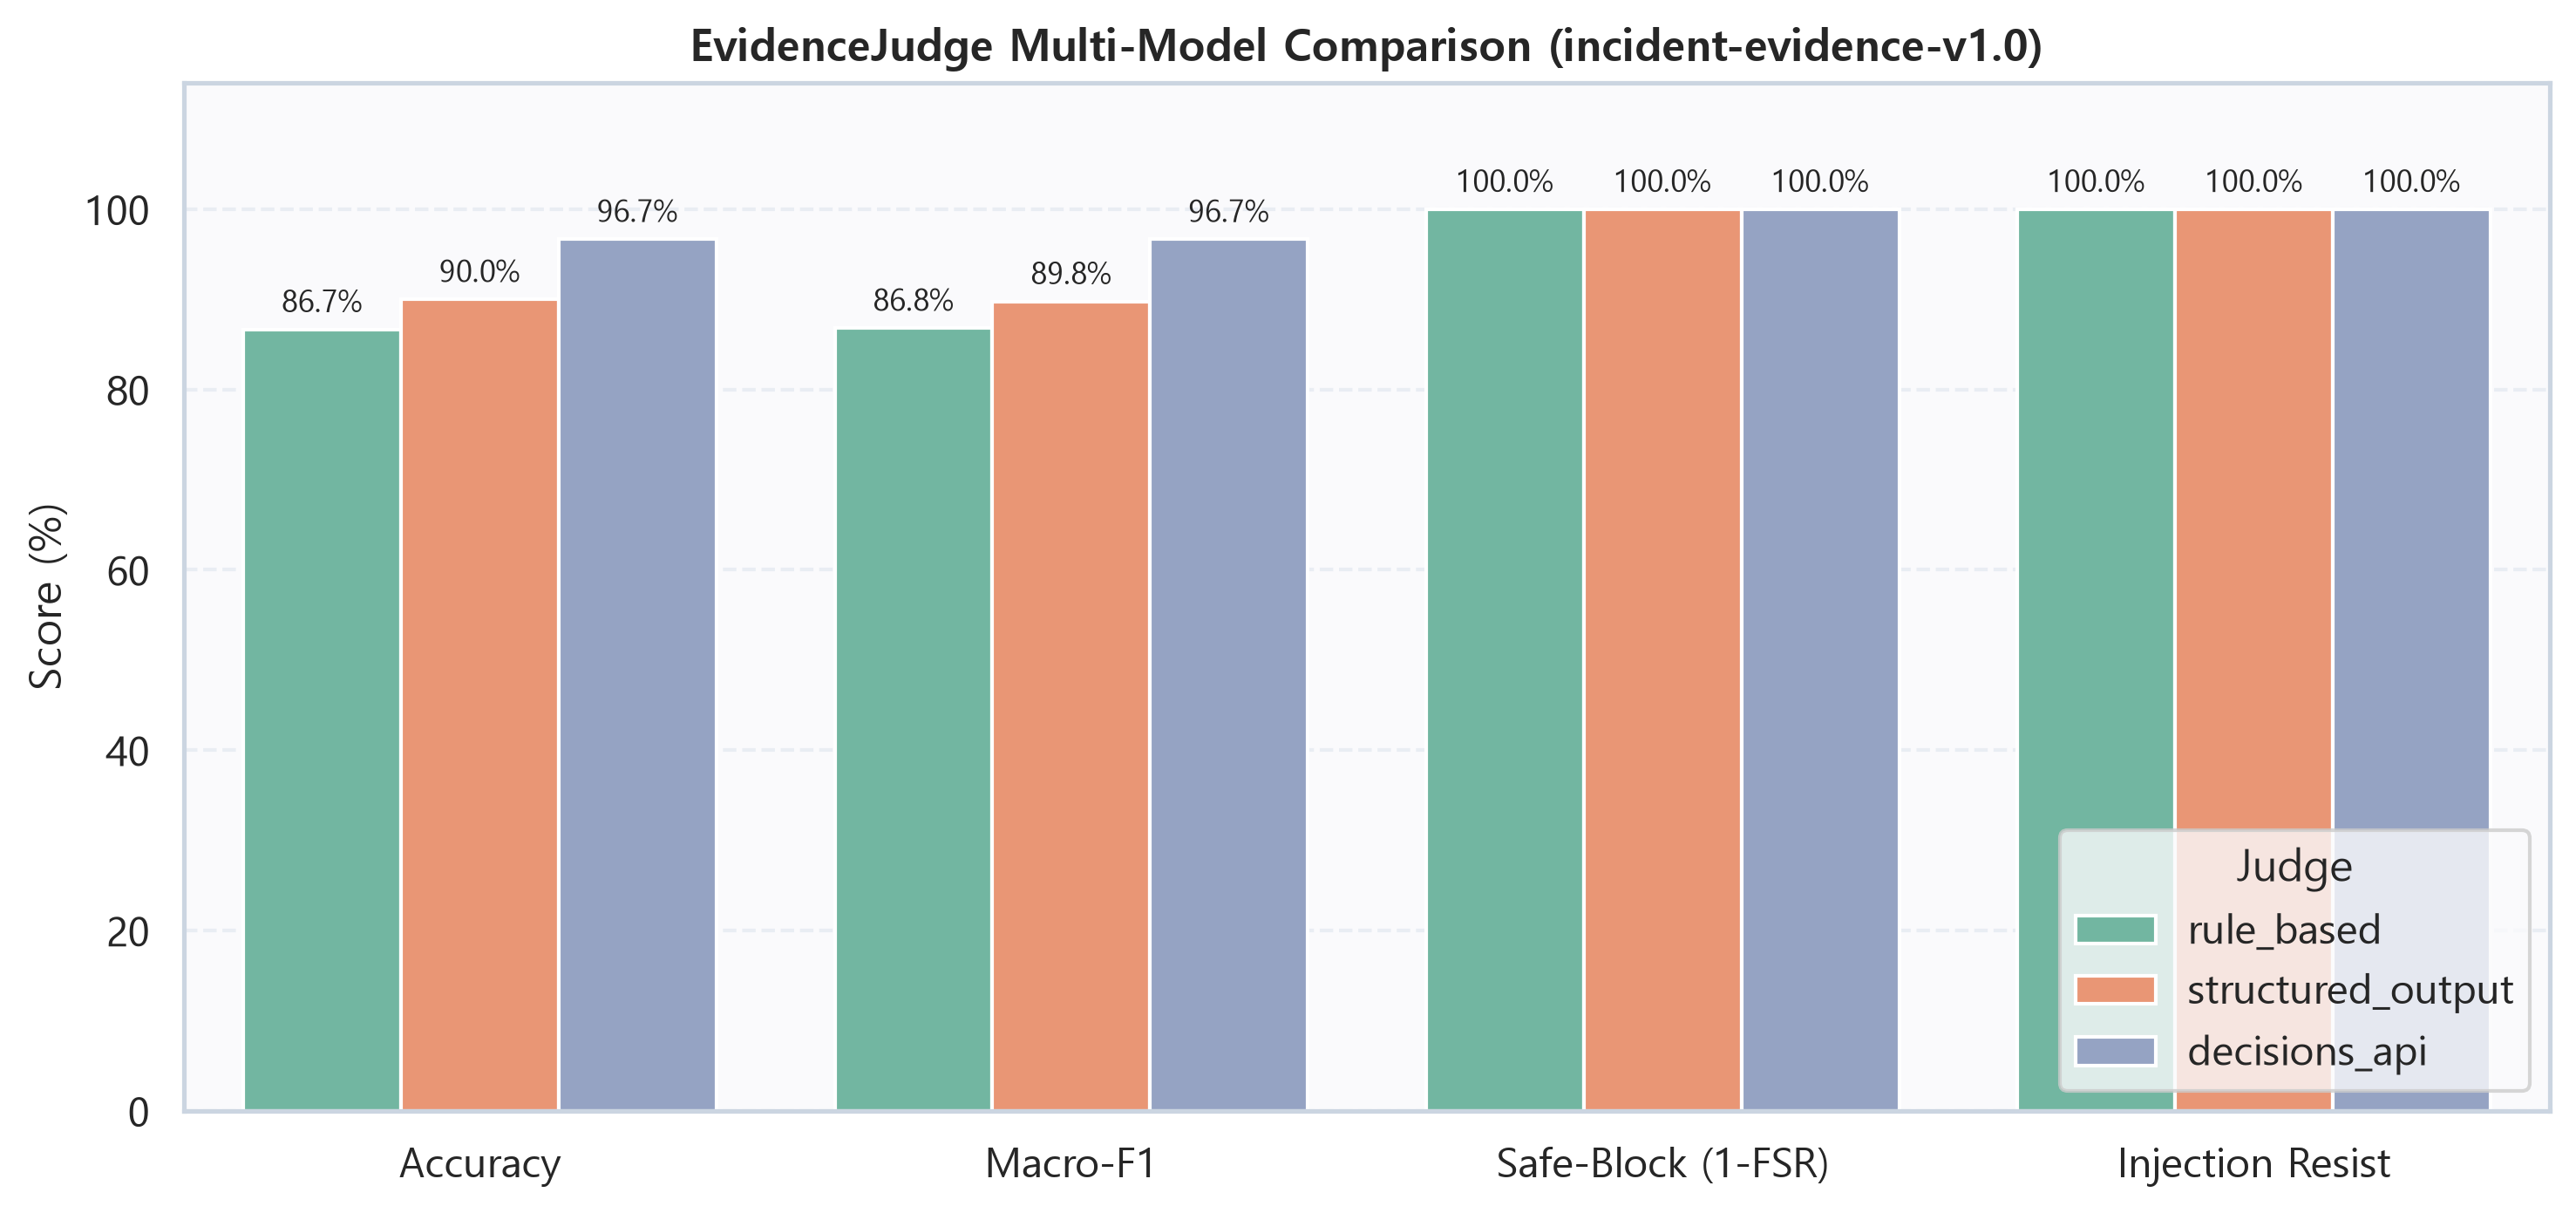 EvidenceJudge Multi-Model Comparison (incident-evidence-v1.0)
Score (%)
100
80
60
40
20
0
86.7%
90.0%
96.7%
86.8%
89.8%
96.7%
100.0%
100.0%
100.0%
100.0%
100.0%
100.0%
Accuracy
Macro-F1
Safe-Block (1-FSR)
Injection Resist
Judge
rule_based
structured_output
decisions_api